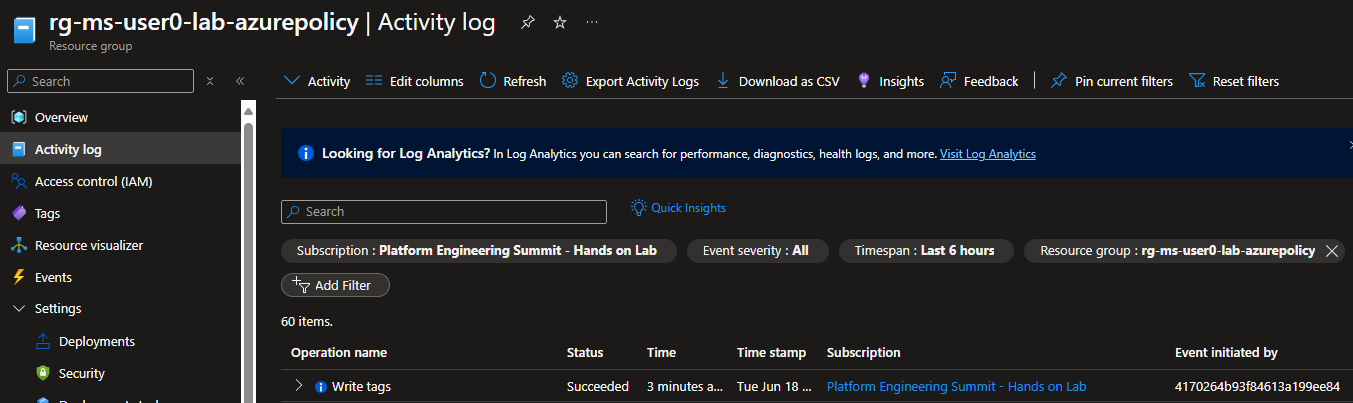 rg-ms-user0-lab-azurepolicy | Activity log
Resource group
Search
Activity
Edit columns
Refresh
Export Activity Logs
Download as CSV
Insights
Feedback
Pin current filters
Reset filters
Overview
Activity log
Access control (IAM)
Tags
Resource visualizer
Events
Settings
Deployments
Security
Looking for Log Analytics? In Log Analytics you can search for performance, diagnostics, health logs, and more. Visit Log Analytics
Search
Quick Insights
Subscription : Platform Engineering Summit - Hands on Lab
Event severity : All
Timespan : Last 6 hours
Resource group : rg-ms-user0-lab-azurepolicy
Add Filter
60 items.
Operation name Status Time Time stamp Subscription Event initiated by
Write tags Succeeded 3 minutes a... Tue Jun 18 ... Platform Engineering Summit - Hands on Lab 4170264b93f84613a199ee84